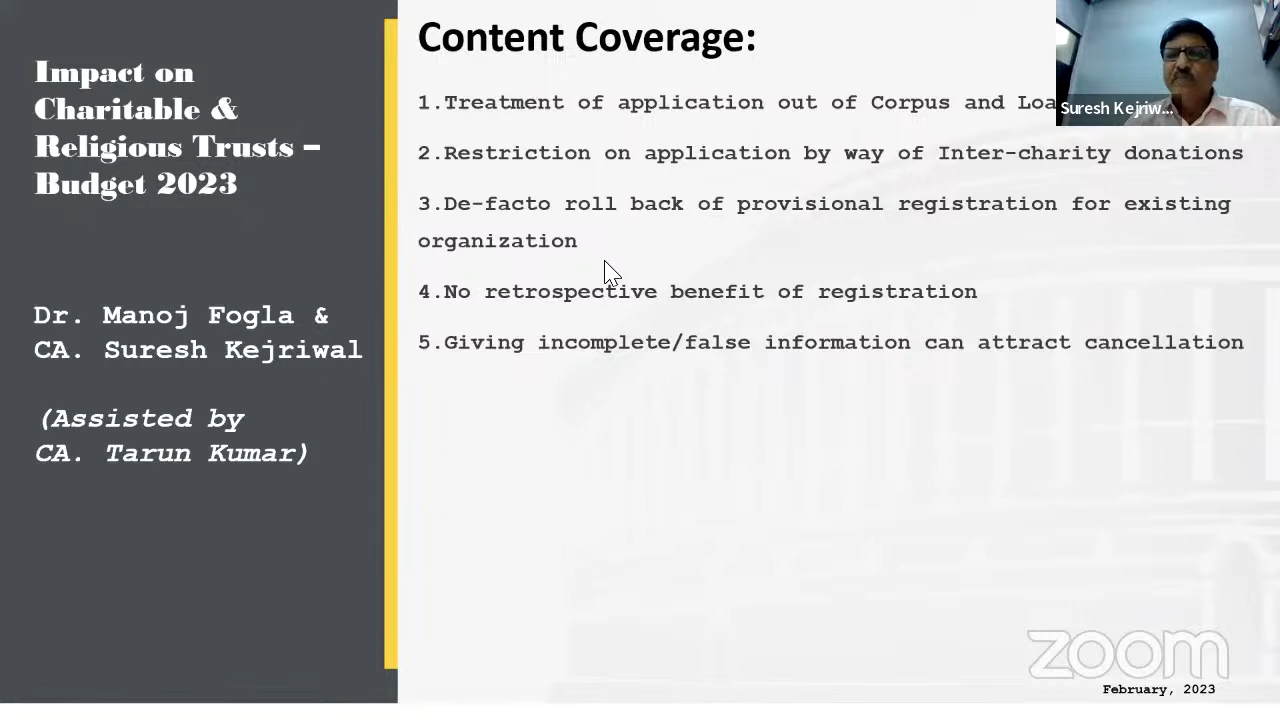 Impact on
Charitable &
Religious Trusts –
Budget 2023
Dr. Manoj Fogla &
CA. Suresh Kejriwal
(Assisted by
CA. Tarun Kumar)
Content Coverage:
1.Treatment of application out of Corpus and Loa
2.Restriction on application by way of Inter-charity donations
3.De-facto roll back of provisional registration for existing
organization
4.No retrospective benefit of registration
5.Giving incomplete/false information can attract cancellation
Suresh Kejriw...
zoom
February, 2023